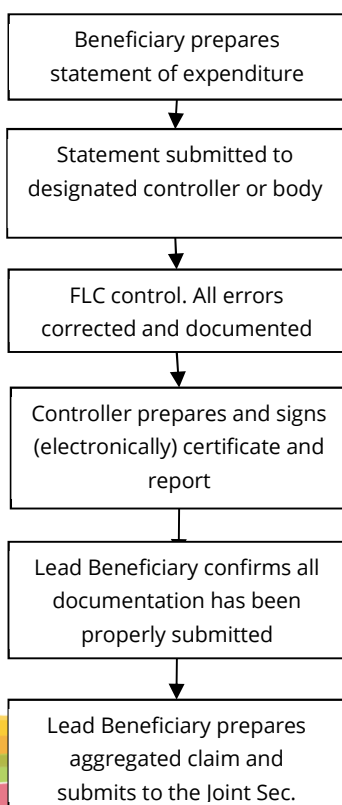 Beneficiary prepares
statement of expenditure
Statement submitted to
designated controller or body
FLC control. All errors
corrected and documented
Controller prepares and signs
(electronically) certificate and
report
Lead Beneficiary confirms all
documentation has been
properly submitted
Lead Beneficiary prepares
aggregated claim and
submits to the Joint Sec.